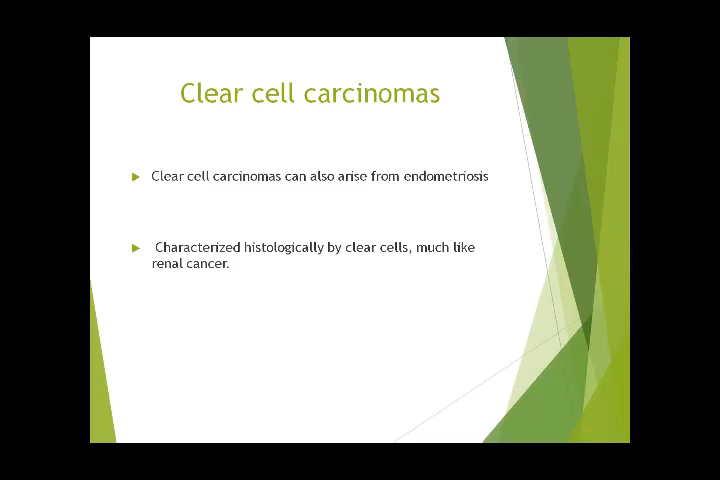 Clear cell carcinomas
Clear cell carcinomas can also arise from endometriosis
Characterized histologically by clear cells, much like
renal cancer.